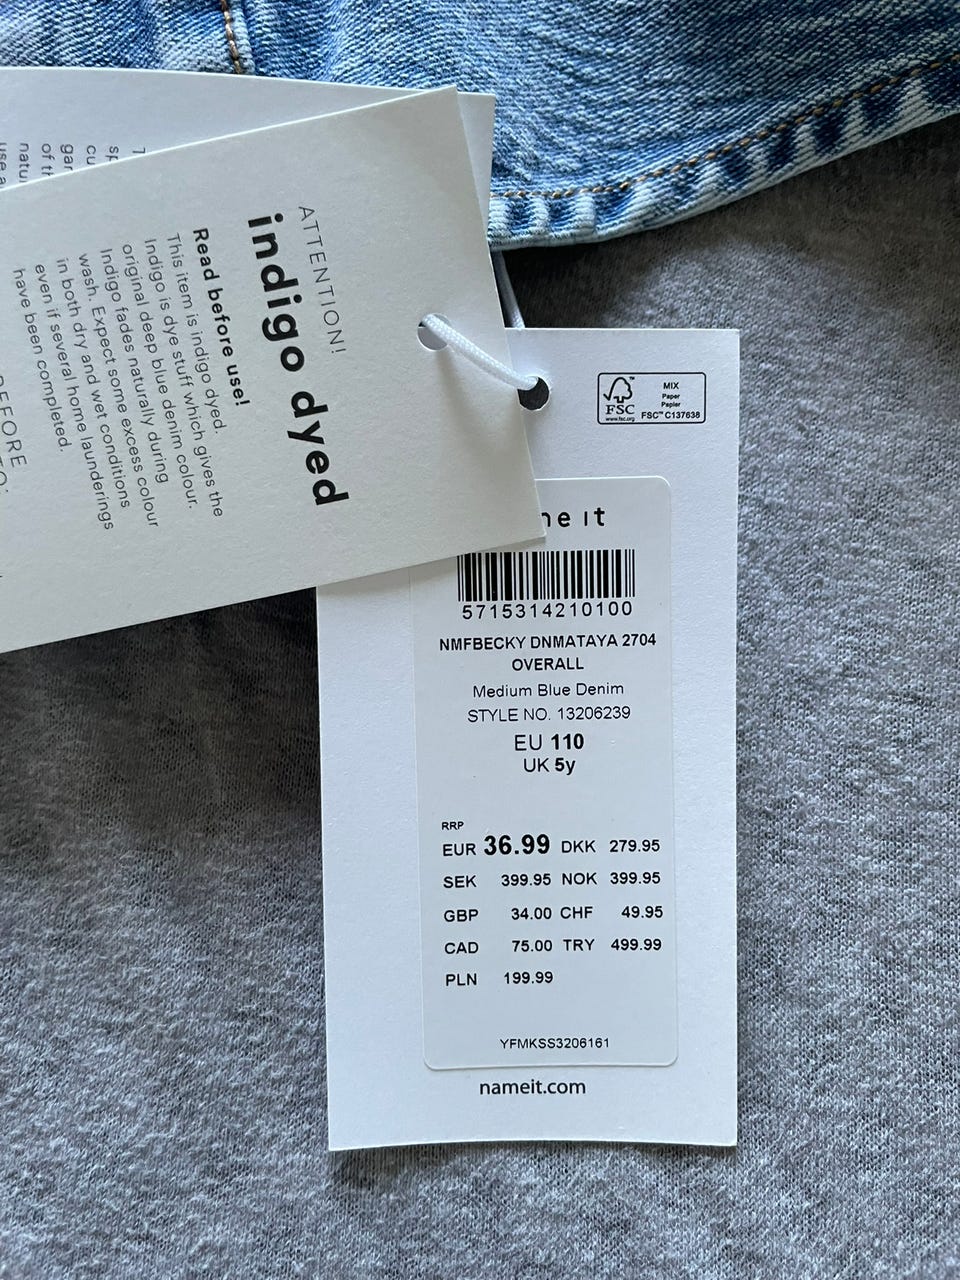 ATTENTION!
indigo dyed
Read before use!
This item is indigo dyed.
Indigo is dye stuff which gives the
original deep blue denim colour.
Indigo fades naturally during
wash. Expect some excess colour
in both dry and wet conditions
even if several home launderings
have been completed.
FSC™
www.fsc.org
MIX
Paper
Papier
FSC™ C137638
it
5715314210100
NMFBECKY DNMATAYA 2704
OVERALL
Medium Blue Denim
STYLE NO. 13206239
EU 110
UK 5y
RRP
EUR 36.99 DKK 279.95
SEK 399.95 NOK 399.95
GBP 34.00 CHF 49.95
CAD 75.00 TRY 499.99
PLN 199.99
YFMKSS3206161
nameit.com